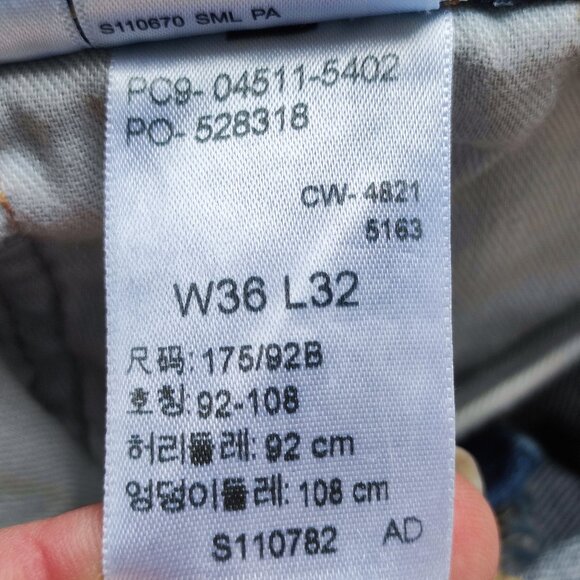 S110670 SML PA
PC9- 04511-5402
PO- 528318
CW- 4821
5163
W36 L32
尺码: 175/92B
호칭: 92-108
허리둘레: 92 cm
엉덩이둘레: 108 cm
S110782 AD